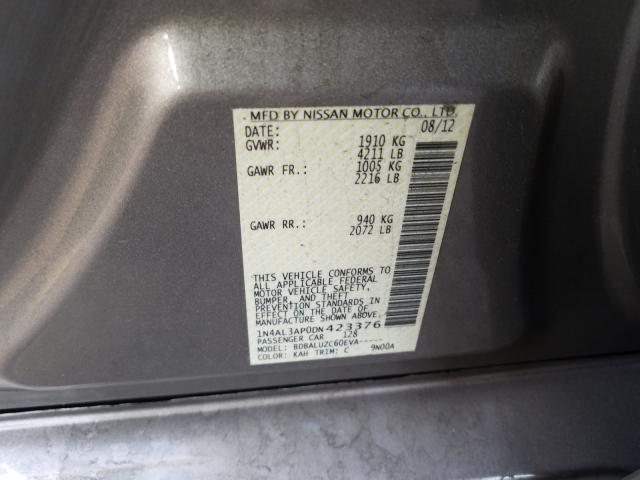 MFD BY NISSAN MOTOR CO., LTD.
DATE: 08/12
GVWR: 1910 KG
4211 LB
GAWR FR.: 1005 KG
2216 LB
GAWR RR.: 940 KG
2072 LB
THIS VEHICLE CONFORMS TO
ALL APPLICABLE FEDERAL
MOTOR VEHICLE SAFETY,
BUMPER, AND THEFT
PREVENTION STANDARDS IN
EFFECT ON THE DATE OF
MANUFACTURE SHOWN ABOVE.
1N4AL3AP0DN423376
PASSENGER CAR 128
MODEL: BDBALUZC60EVA-----
COLOR: KAH TRIM: C 9N00A